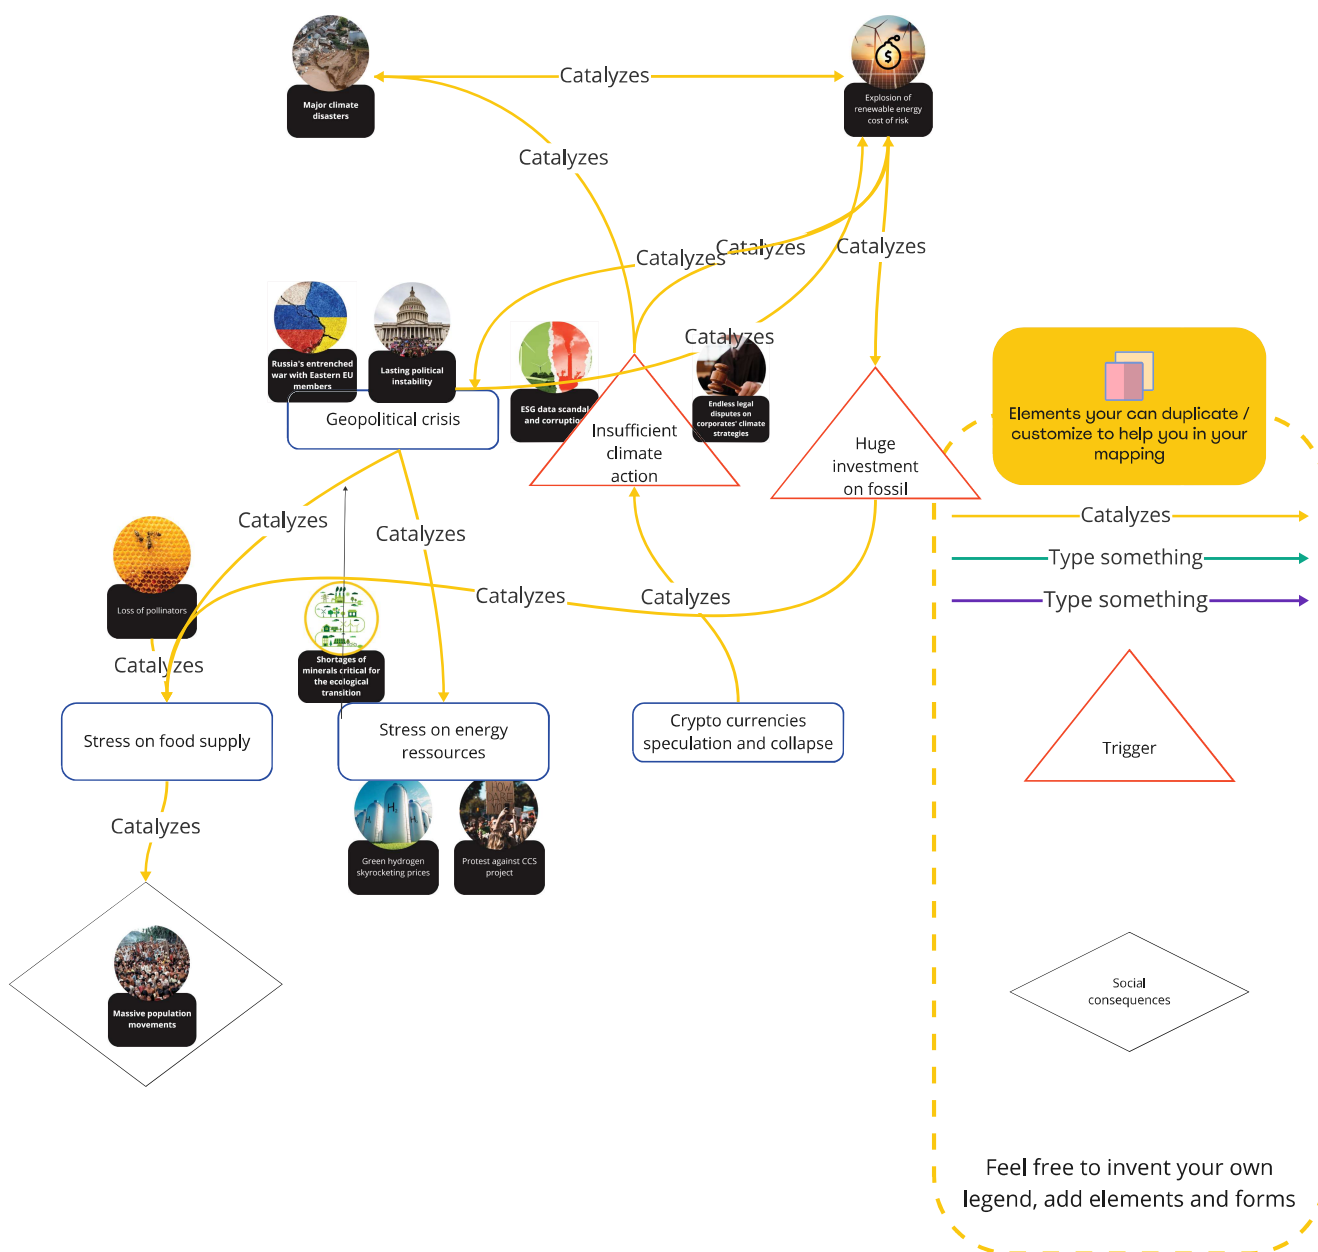 Catalyzes
Major climate
disasters
Explosion of
renewable energy
cost of risk
Catalyzes
Catalyzes
Catalyzes
Catalyzes
Catalyzes
Russia's entrenched
war with Eastern EU
members
Lasting political
instability
Geopolitical crisis
ESG data scandal
and corruption
Insufficient
climate
action
Endless legal
disputes on
corporates' climate
strategies
Huge
investment
on fossil
Elements your can duplicate /
customize to help you in your
mapping
Catalyzes
Catalyzes
Catalyzes
Type something
Type something
Catalyzes
Catalyzes
Loss of pollinators
Catalyzes
Shortages of
minerals critical for
the ecological
transition
Stress on food supply
Stress on energy
ressources
Crypto currencies
speculation and collapse
Trigger
H₂
HOW
DARE
YOU
Catalyzes
Green hydrogen
skyrocketing prices
Protest against CCS
project
Massive population
movements
Social
consequences
Feel free to invent your own
legend, add elements and forms